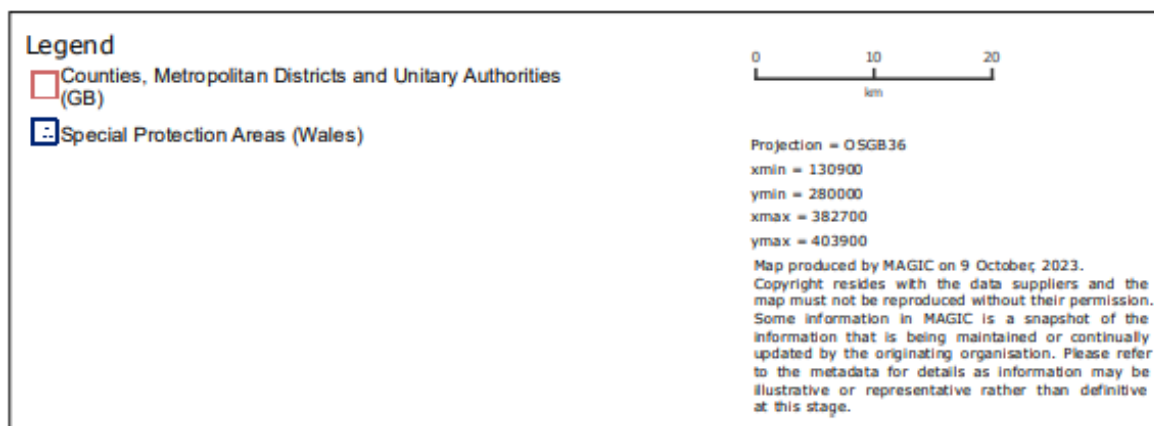 Legend
Counties, Metropolitan Districts and Unitary Authorities
(GB)
Special Protection Areas (Wales)
0 10 20
km
Projection = OSGB36
xmin = 130900
ymin = 280000
xmax = 382700
ymax = 403900
Map produced by MAGIC on 9 October, 2023.
Copyright resides with the data suppliers and the
map must not be reproduced without their permission.
Some information in MAGIC is a snapshot of the
information that is being maintained or continually
updated by the originating organisation. Please refer
to the metadata for details as information may be
illustrative or representative rather than definitive
at this stage.